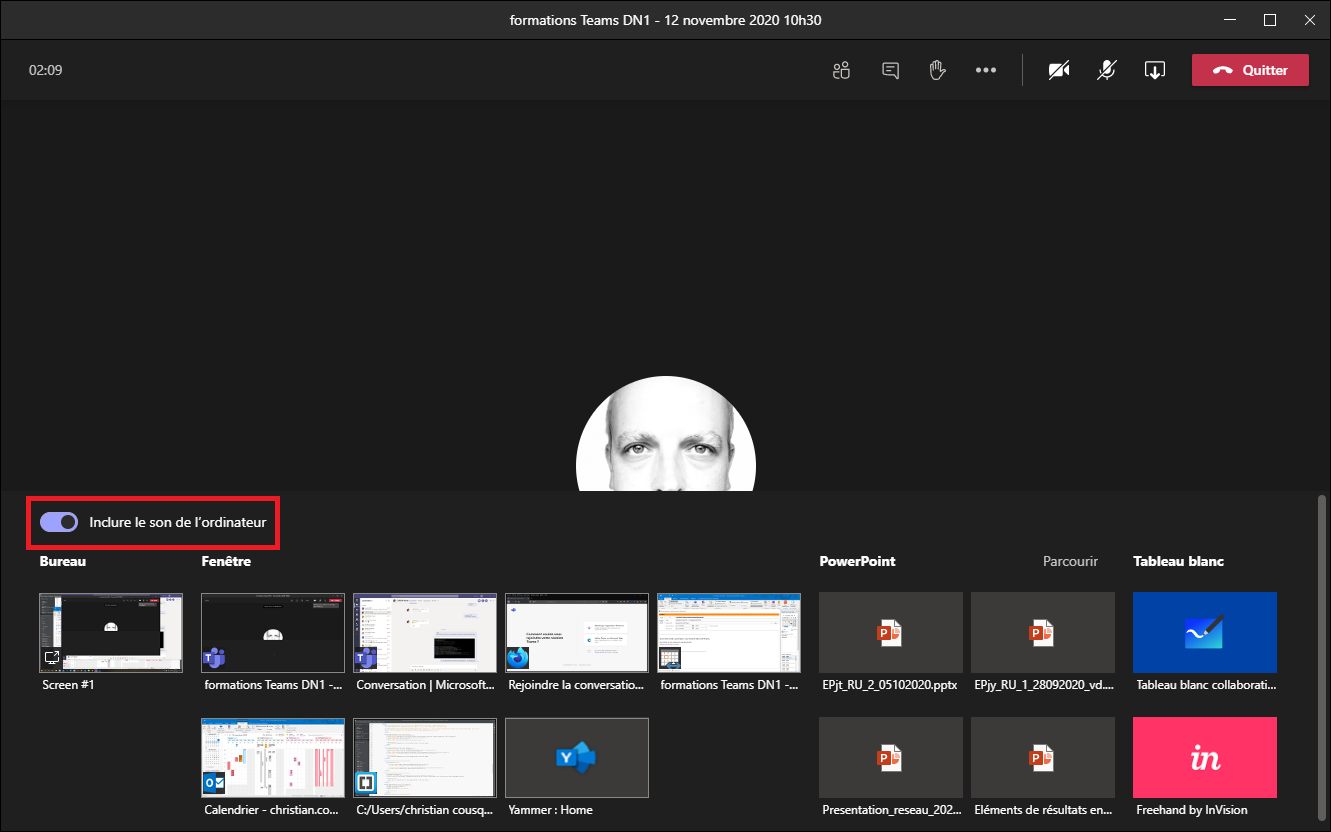 formations Teams DN1 - 12 novembre 2020 10h30
02:09
Quitter
Inclure le son de l'ordinateur
Bureau
Fenêtre
PowerPoint
Parcourir
Tableau blanc
Screen #1
formations Teams DN1 -...
Conversation | Microsoft...
Rejoindre la conversatio...
formations Teams DN1 -...
EPjt_RU_2_05102020.pptx
EPjy_RU_1_28092020_vd....
Tableau blanc collaborati...
in
Calendrier - christian.co...
C:/Users/christian cousq...
Yammer : Home
Presentation_reseau_202...
Eléments de résultats en...
Freehand by InVision